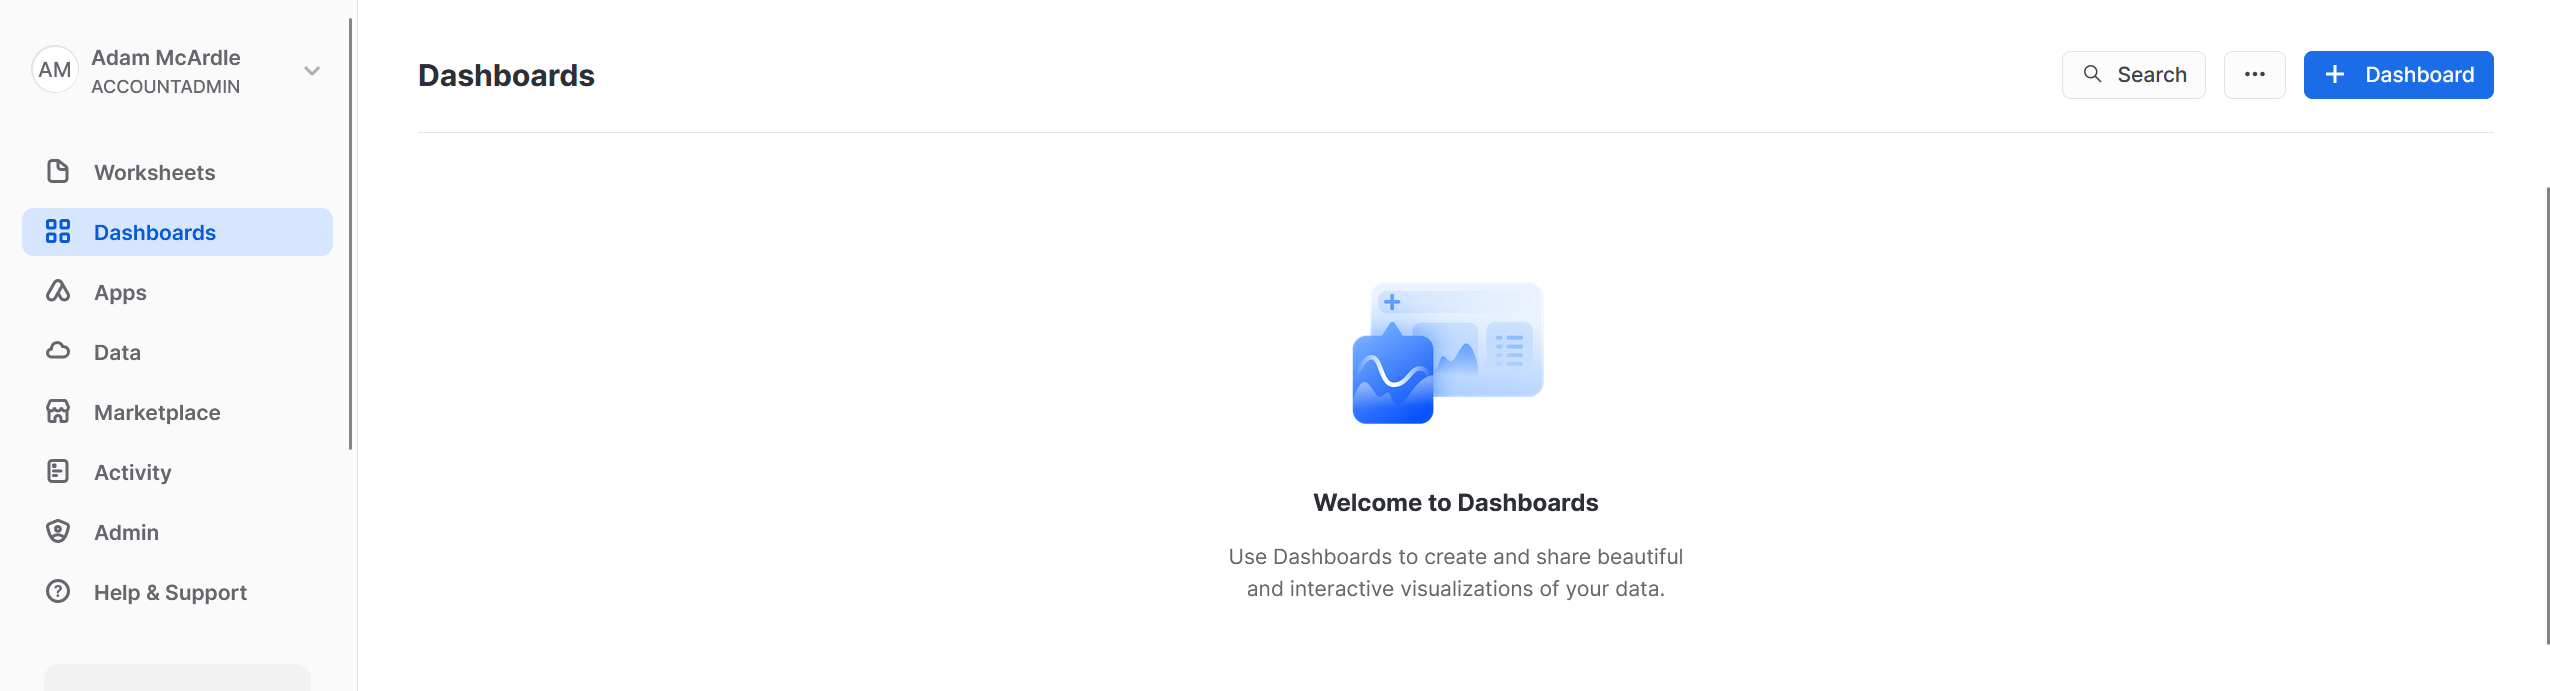 AM
Adam McArdle
ACCOUNTADMIN
Worksheets
Dashboards
Apps
Data
Marketplace
Activity
Admin
Help & Support
Dashboards
Search
Dashboard
Welcome to Dashboards
Use Dashboards to create and share beautiful
and interactive visualizations of your data.